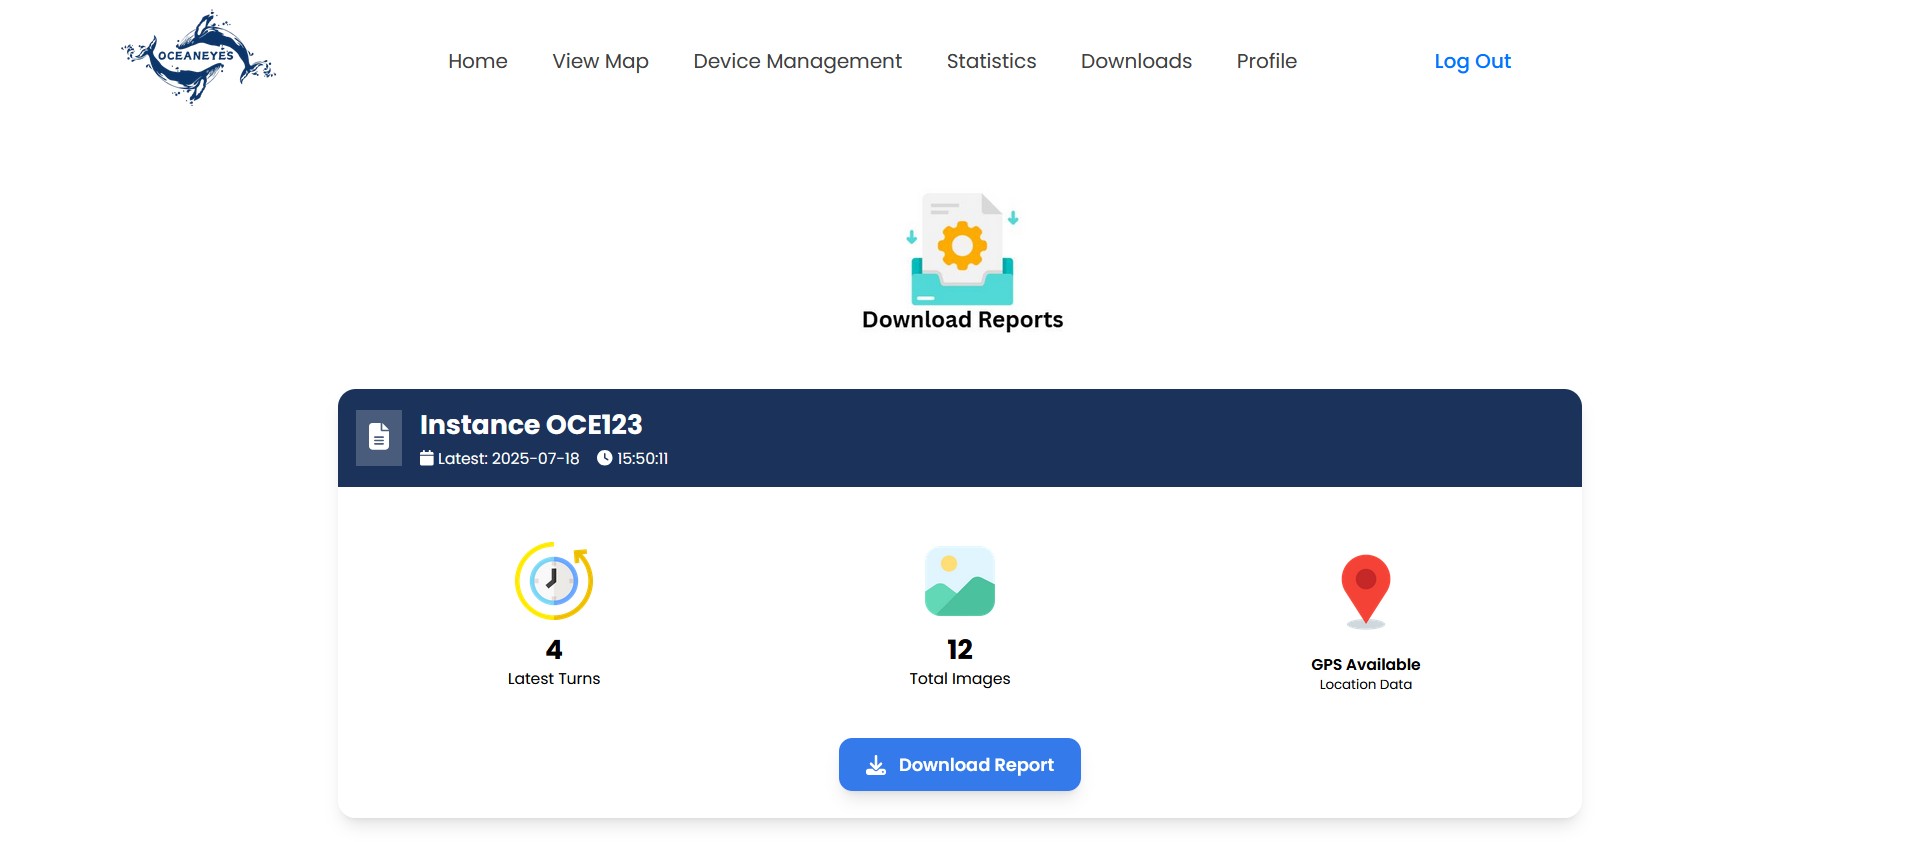 OCEANEYES
Home View Map Device Management Statistics Downloads Profile Log Out
Download Reports
Instance OCE123
Latest: 2025-07-18 15:50:11
4
Latest Turns
12
Total Images
GPS Available
Location Data
Download Report